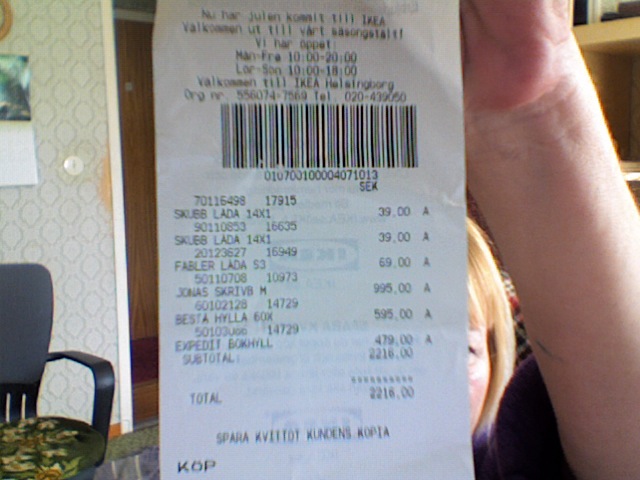 Nu har julen kommit till IKEA
Välkommen ut till vårt säsongstält!
Vi har öppet:
Mån-Fre 10:00-20:00
Lör-Sön 10:00-18:00
Välkommen till IKEA Helsingborg
Org nr. 556074-7569 Tel. 020-439050
010700100004071013
SEK
70116498 17915
SKUBB LÅDA 14X1 39,00 A
90110853 16635
SKUBB LÅDA 14X1 39,00 A
20123627 16949
FABLER LÅDA S3 69,00 A
50110708 10973
JONAS SKRIVB M 995,00 A
60102128 14729
BESTÅ HYLLA 60X 595,00 A
14729
EXPEDIT BOKHYLL 479,00 A
SUBTOTAL: 2216,00
==========
TOTAL 2216,00
SPARA KVITTOT KUNDENS KOPIA
KÖP